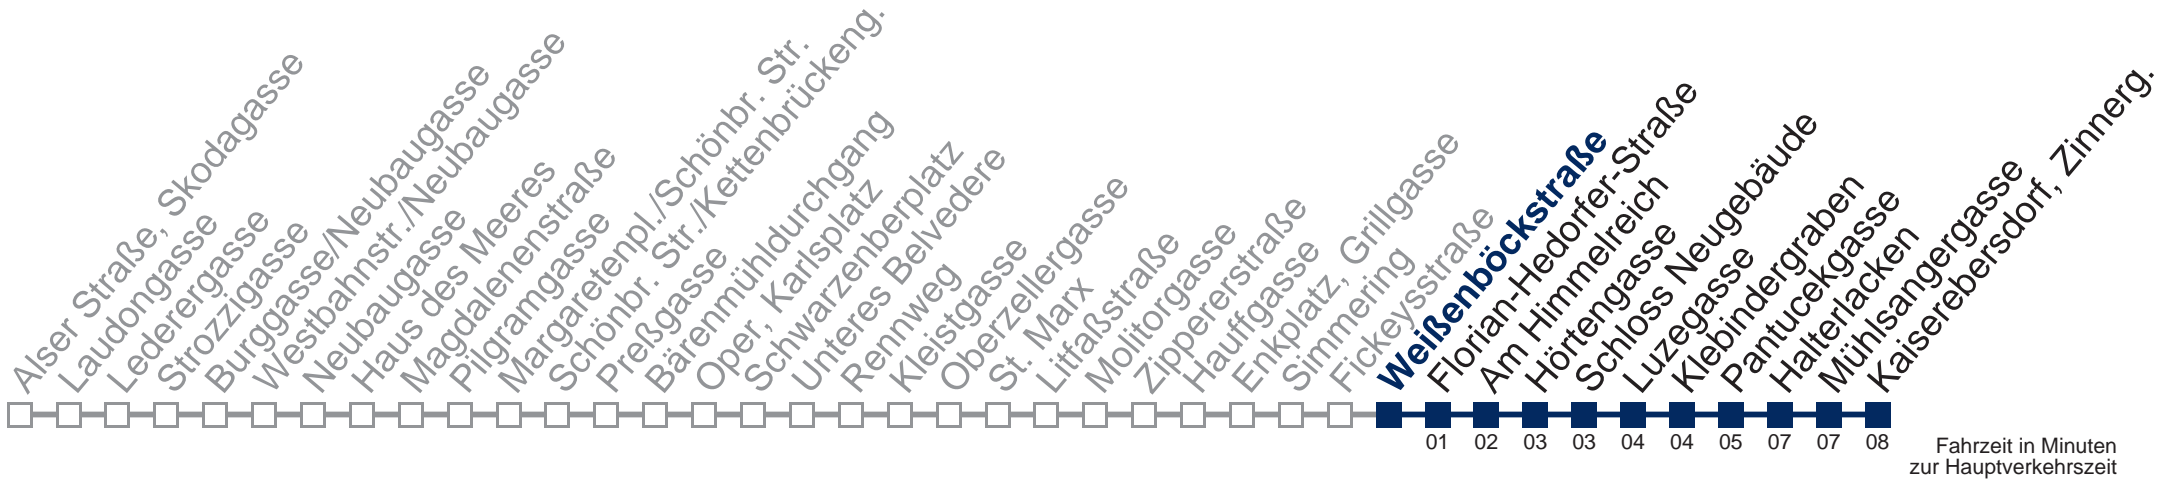 Alser Straße, Skodagasse
Laudongasse
Lederergasse
Strozzigasse
Burggasse/Neubaugasse
Westbahnstr./Neubaugasse
Neubaugasse
Haus des Meeres
Magdalenenstraße
Pilgramgasse
Margaretenpl./Schönbr. Str.
Schönbr. Str./Kettenbrückeng.
Preßgasse
Bärenmühldurchgang
Oper, Karlsplatz
Schwarzenbergplatz
Unteres Belvedere
Rennweg
Kleistgasse
Oberzellergasse
St. Marx
Litfaßstraße
Molitorgasse
Zippererstraße
Hauffgasse
Enkplatz, Grillgasse
Simmering
Fickeysstraße
Weißenböckstraße
Florian-Hedorfer-Straße
Am Himmelreich
Hörtengasse
Schloss Neugebäude
Luzegasse
Klebindergraben
Pantucekgasse
Halterlacken
Mühlsangergasse
Kaiserebersdorf, Zinnerg.
01 02 03 03 04 04 05 07 07 08
Fahrzeit in Minuten
zur Hauptverkehrszeit